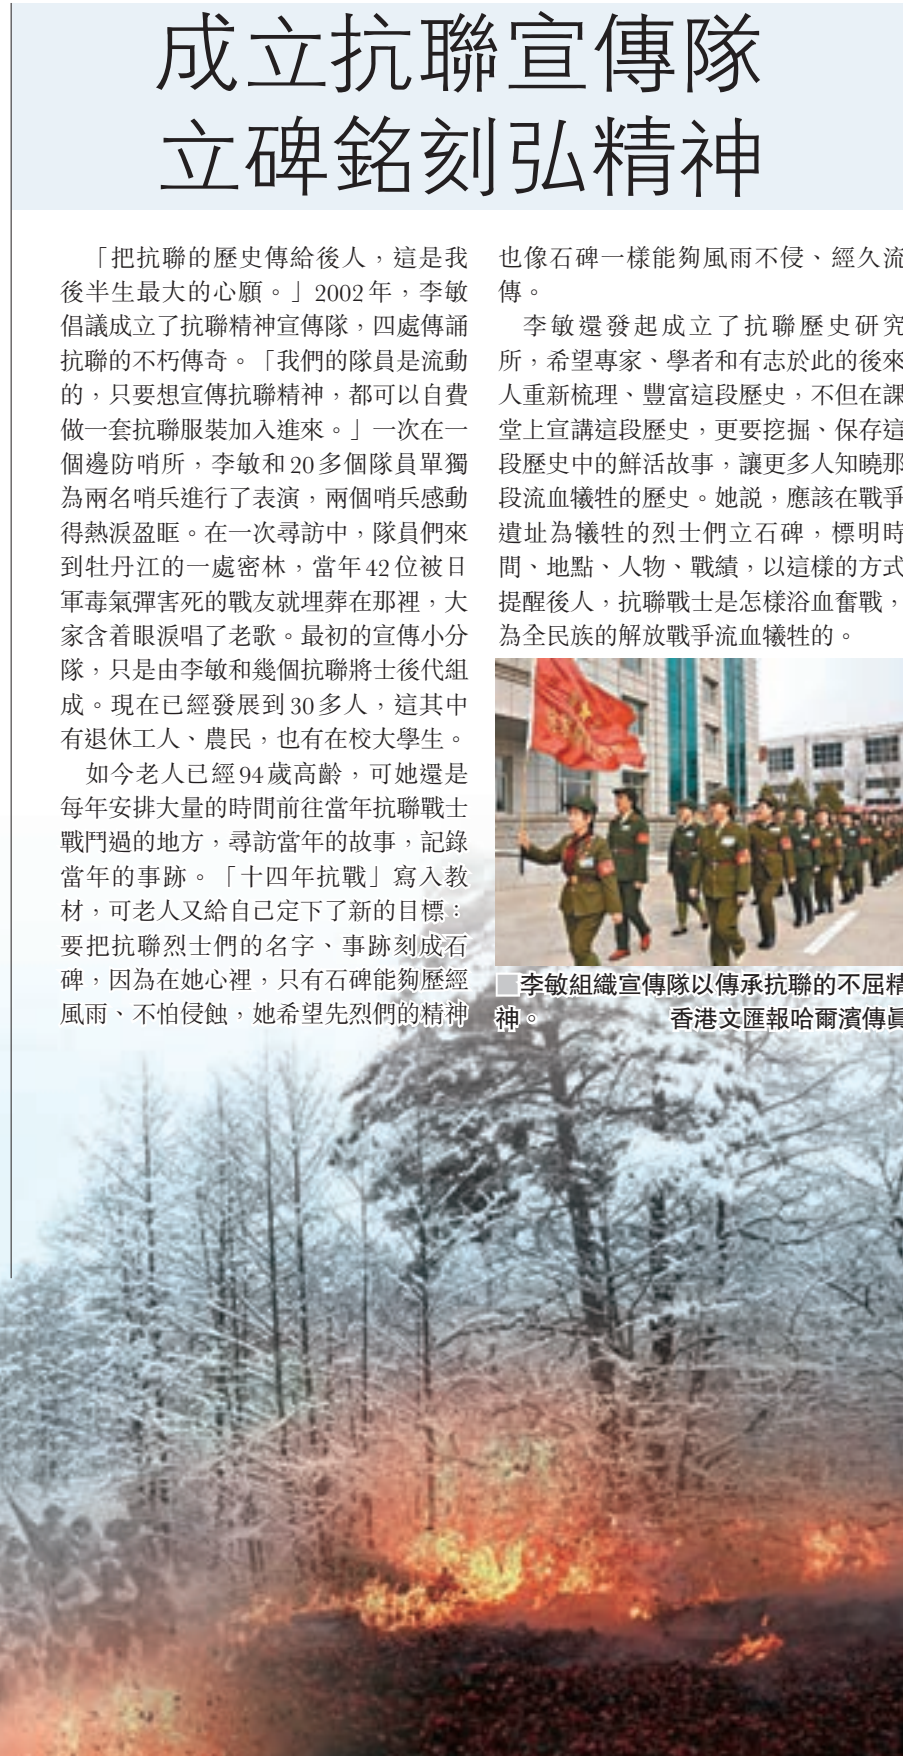 成立抗聯宣傳隊
立碑銘刻弘精神
「把抗聯的歷史傳給後人，這是我
後半生最大的心願。」2002年，李敏
倡議成立了抗聯精神宣傳隊，四處傳誦
抗聯的不朽傳奇。「我們的隊員是流動
的，只要想宣傳抗聯精神，都可以自費
做一套抗聯服裝加入進來。」一次在一
個邊防哨所，李敏和20多個隊員單獨
為兩名哨兵進行了表演，兩個哨兵感動
得熱淚盈眶。在一次尋訪中，隊員們來
到牡丹江的一處密林，當年42位被日
軍毒氣彈害死的戰友就埋葬在那裡，大
家含着眼淚唱了老歌。最初的宣傳小分
隊，只是由李敏和幾個抗聯將士後代組
成。現在已經發展到30多人，這其中
有退休工人、農民，也有在校大學生。
如今老人已經94歲高齡，可她還是
每年安排大量的時間前往當年抗聯戰士
戰鬥過的地方，尋訪當年的故事，記錄
當年的事跡。「十四年抗戰」寫入教
材，可老人又給自己定下了新的目標：
要把抗聯烈士們的名字、事跡刻成石
碑，因為在她心裡，只有石碑能夠歷經
風雨、不怕侵蝕，她希望先烈們的精神
也像石碑一樣能夠風雨不侵、經久流
傳。
李敏還發起成立了抗聯歷史研究
所，希望專家、學者和有志於此的後來
人重新梳理、豐富這段歷史，不但在課
堂上宣講這段歷史，更要挖掘、保存這
段歷史中的鮮活故事，讓更多人知曉那
段流血犧牲的歷史。她説，應該在戰爭
遺址為犧牲的烈士們立石碑，標明時
間、地點、人物、戰績，以這樣的方式
提醒後人，抗聯戰士是怎樣浴血奮戰，
為全民族的解放戰爭流血犧牲的。
■李敏組織宣傳隊以傳承抗聯的不屈精
神。 香港文匯報哈爾濱傳真